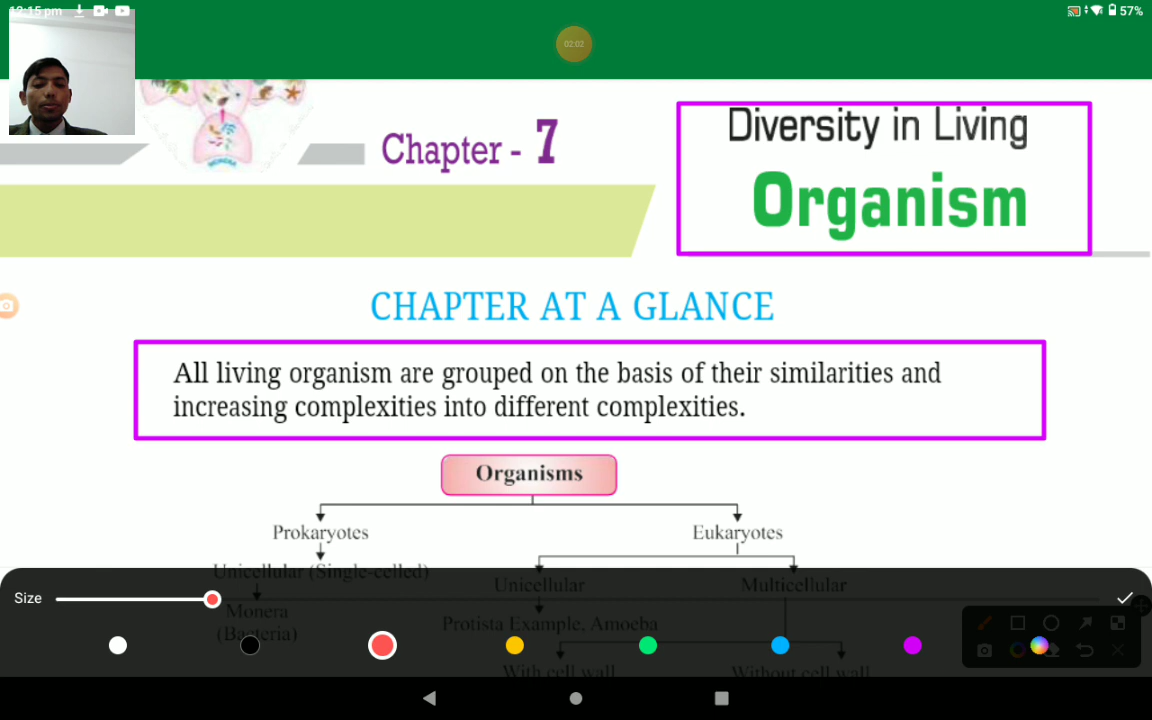 12:15 pm
57%
02:02
MONERA
Chapter - 7
Diversity in Living
Organism
CHAPTER AT A GLANCE
All living organism are grouped on the basis of their similarities and
increasing complexities into different complexities.
Organisms
Prokaryotes
Eukaryotes
Unicellular (Single-celled)
Unicellular
Multicellular
Size
Monera
(Bacteria)
Protista Example, Amoeba
With cell wall
Without cell wall